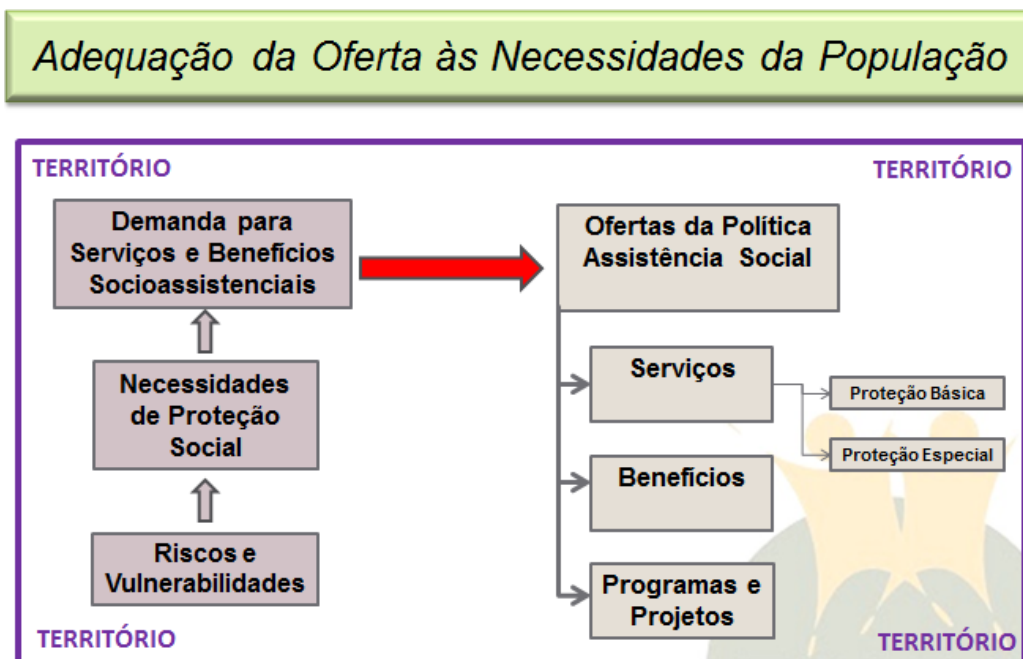 Adequação da Oferta às Necessidades da População
TERRITÓRIO
TERRITÓRIO
Demanda para
Serviços e Benefícios
Socioassistenciais
Necessidades
de Proteção
Social
Riscos e
Vulnerabilidades
Ofertas da Política
Assistência Social
Serviços
Proteção Básica
Proteção Especial
Benefícios
Programas e
Projetos
TERRITÓRIO
TERRITÓRIO